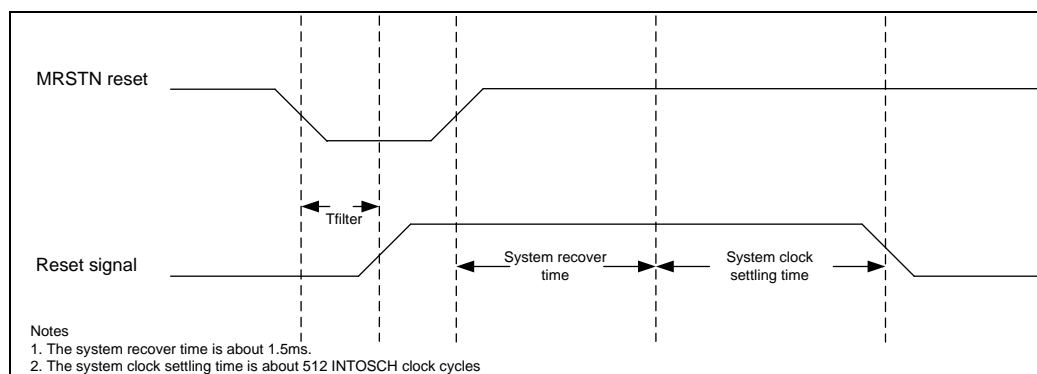 MRSTN reset
Tfilter
Reset signal
System recover
time
System clock
settling time
Notes
1. The system recover time is about 1.5ms.
2. The system clock settling time is about 512 INTOSCH clock cycles